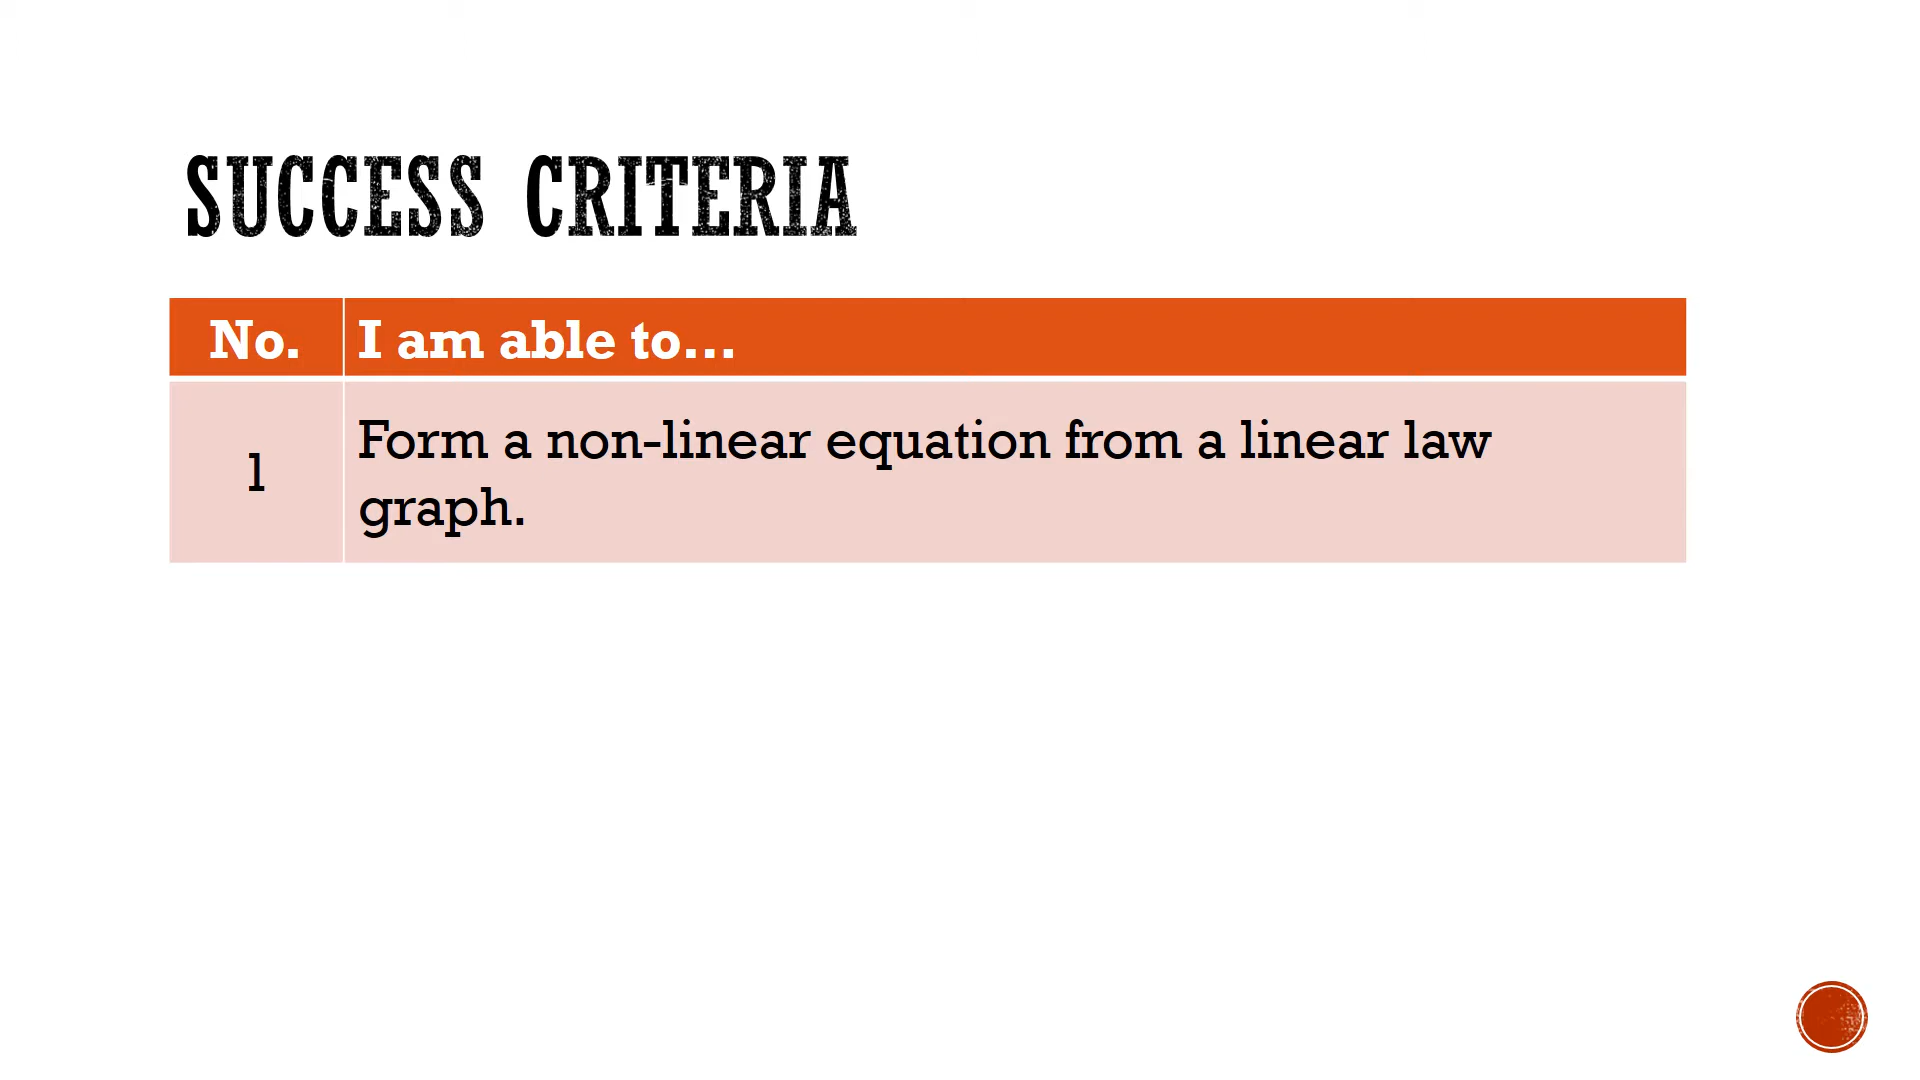 SUCCESS CRITERIA
No. I am able to...
1 Form a non-linear equation from a linear law
graph.